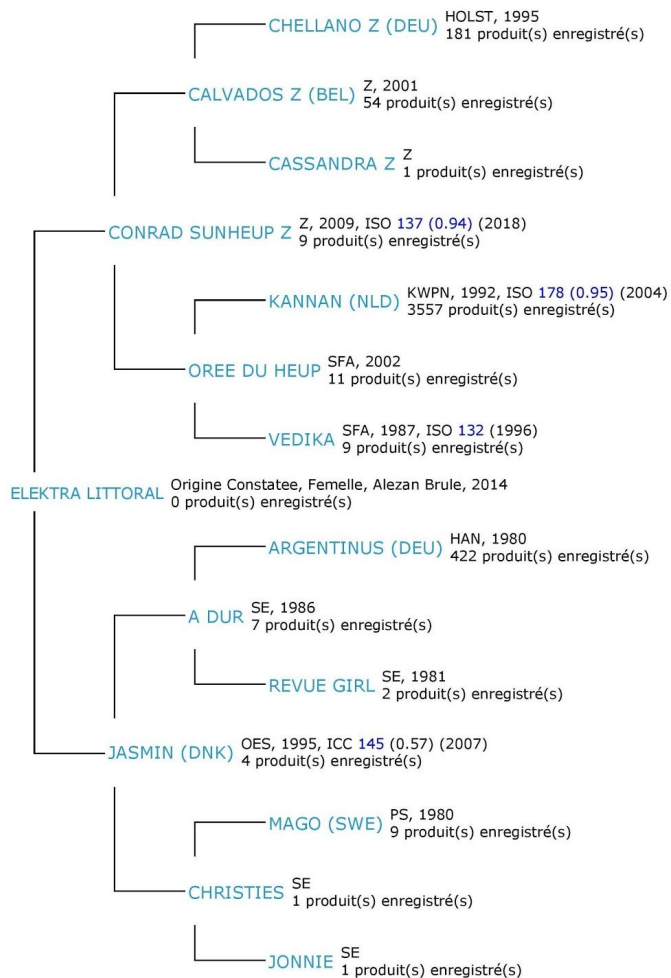 CHELLANO Z (DEU) HOLST, 1995
181 produit(s) enregistré(s)
CALVADOS Z (BEL) Z, 2001
54 produit(s) enregistré(s)
CASSANDRA Z Z
1 produit(s) enregistré(s)
CONRAD SUNHEUP Z Z, 2009, ISO 137 (0.94) (2018)
9 produit(s) enregistré(s)
KANNAN (NLD) KWPN, 1992, ISO 178 (0.95) (2004)
3557 produit(s) enregistré(s)
OREE DU HEUP SFA, 2002
11 produit(s) enregistré(s)
VEDIKA SFA, 1987, ISO 132 (1996)
9 produit(s) enregistré(s)
ELEKTRA LITTORAL Origine Constatee, Femelle, Alezan Brule, 2014
0 produit(s) enregistré(s)
ARGENTINUS (DEU) HAN, 1980
422 produit(s) enregistré(s)
A DUR SE, 1986
7 produit(s) enregistré(s)
REVUE GIRL SE, 1981
2 produit(s) enregistré(s)
JASMIN (DNK) OES, 1995, ICC 145 (0.57) (2007)
4 produit(s) enregistré(s)
MAGO (SWE) PS, 1980
9 produit(s) enregistré(s)
CHRISTIES SE
1 produit(s) enregistré(s)
JONNIE SE
1 produit(s) enregistré(s)